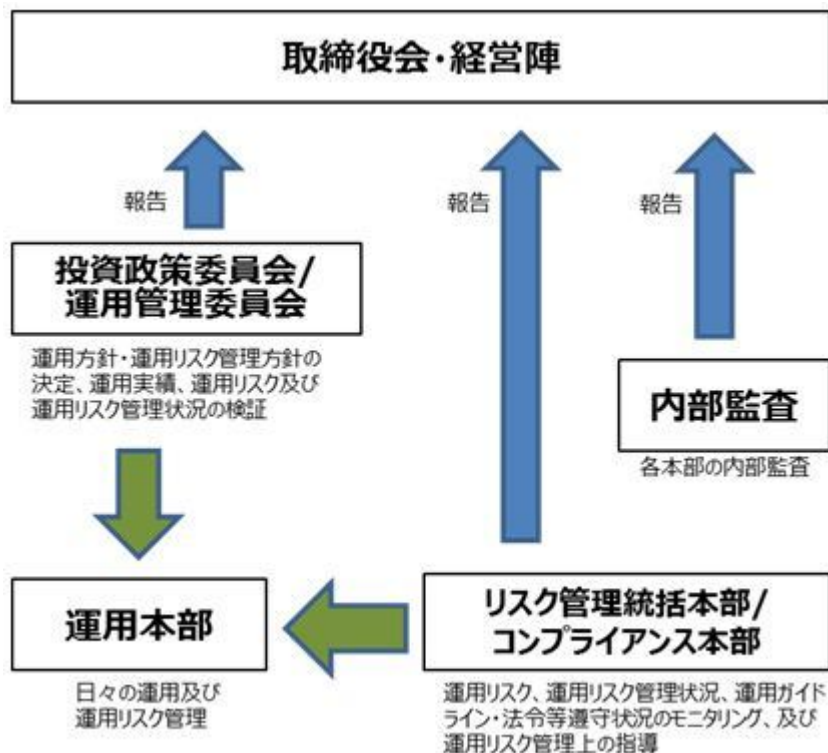 取締役会・経営陣
報告
報告
報告
投資政策委員会/
運用管理委員会
運用方針・運用リスク管理方針の
決定、運用実績、運用リスク及び
運用リスク管理状況の検証
内部監査
各本部の内部監査
運用本部
日々の運用及び
運用リスク管理
リスク管理統括本部/
コンプライアンス本部
運用リスク、運用リスク管理状況、運用ガイド
ライン・法令等遵守状況のモニタリング、及び
運用リスク管理上の指導